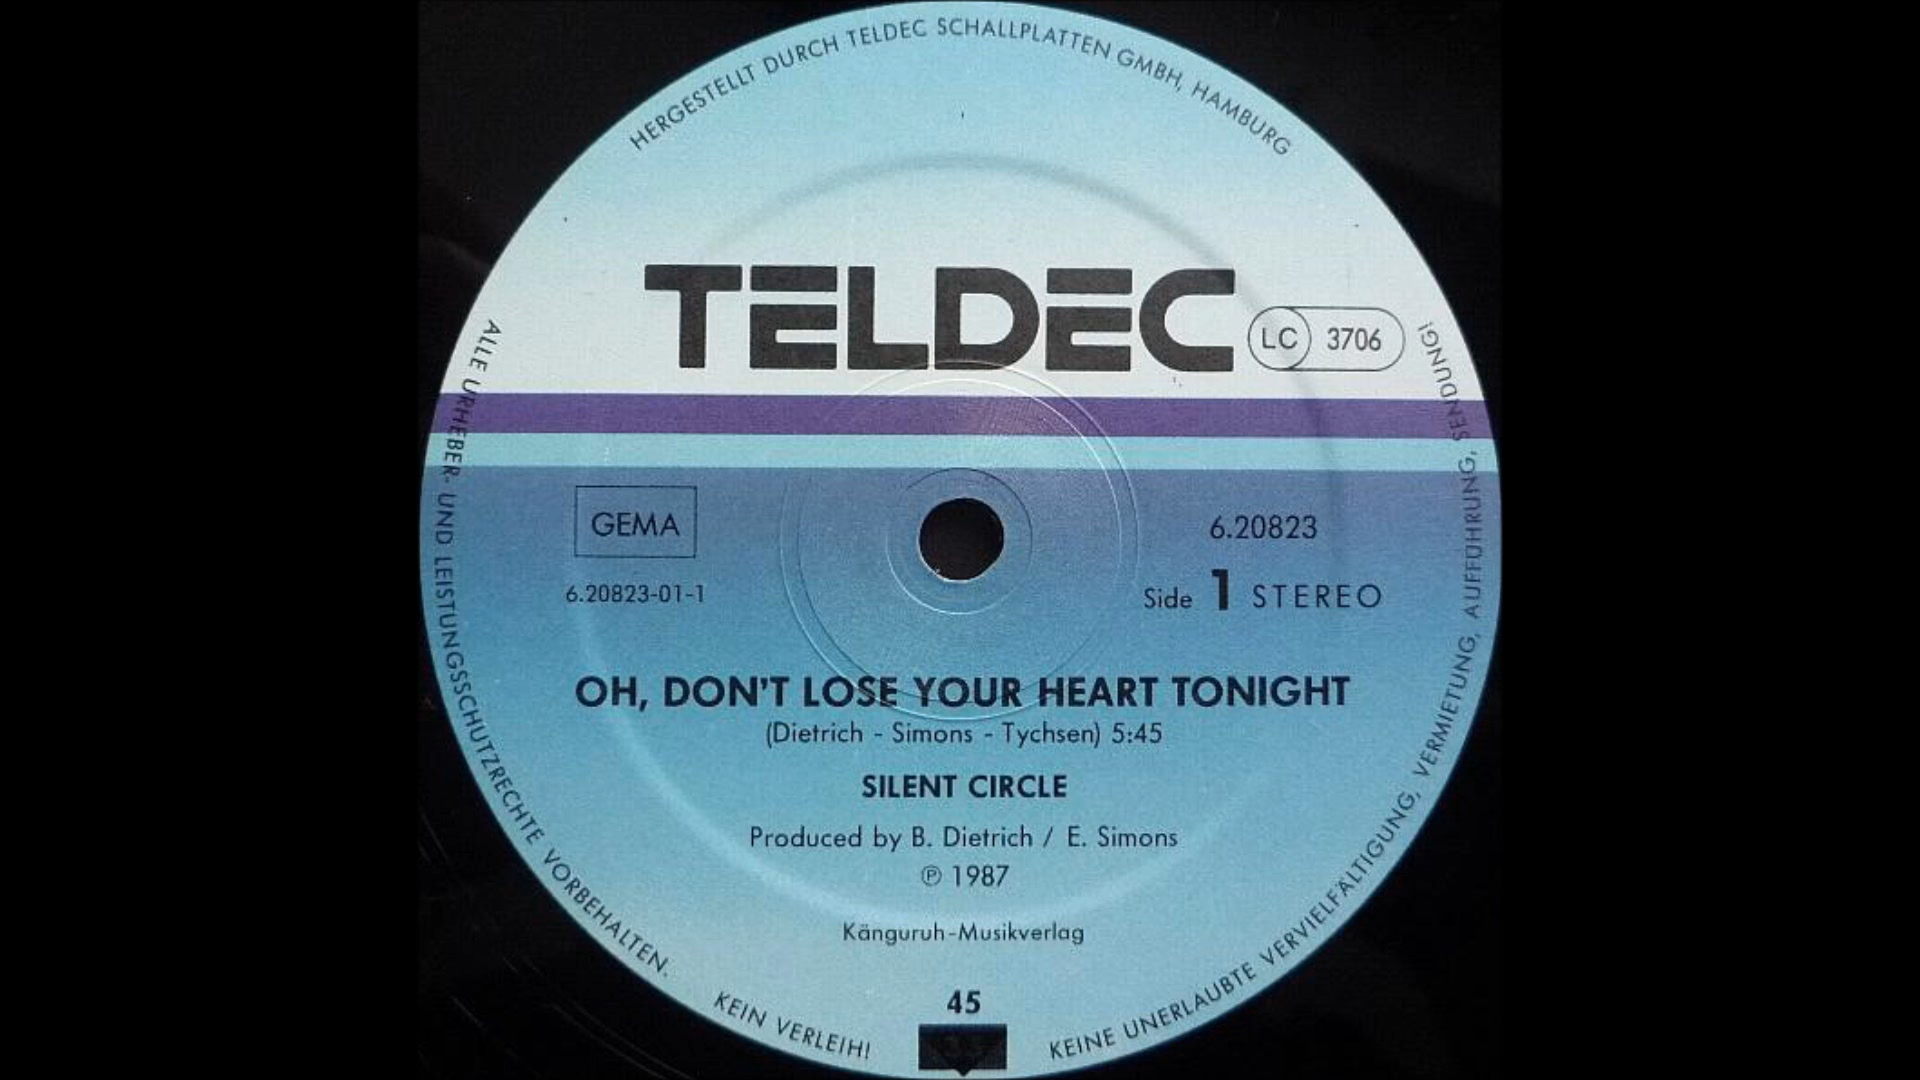 HERGESTELLT DURCH TELDEC SCHALLPLATTEN GMBH, HAMBURG
TELDEC
LC 3706
GEMA
6.20823
6.20823-01-1
Side 1 STEREO
OH, DON'T LOSE YOUR HEART TONIGHT
(Dietrich - Simons - Tychsen) 5:45
SILENT CIRCLE
Produced by B. Dietrich / E. Simons
℗ 1987
Känguruh-Musikverlag
45
ALLE URHEBER- UND LEISTUNGSSCHUTZRECHTE VORBEHALTEN.
KEIN VERLEIH!
KEINE UNERLAUBTE VERVIELFÄLTIGUNG, VERMIETUNG, AUFFÜHRUNG, SENDUNG!